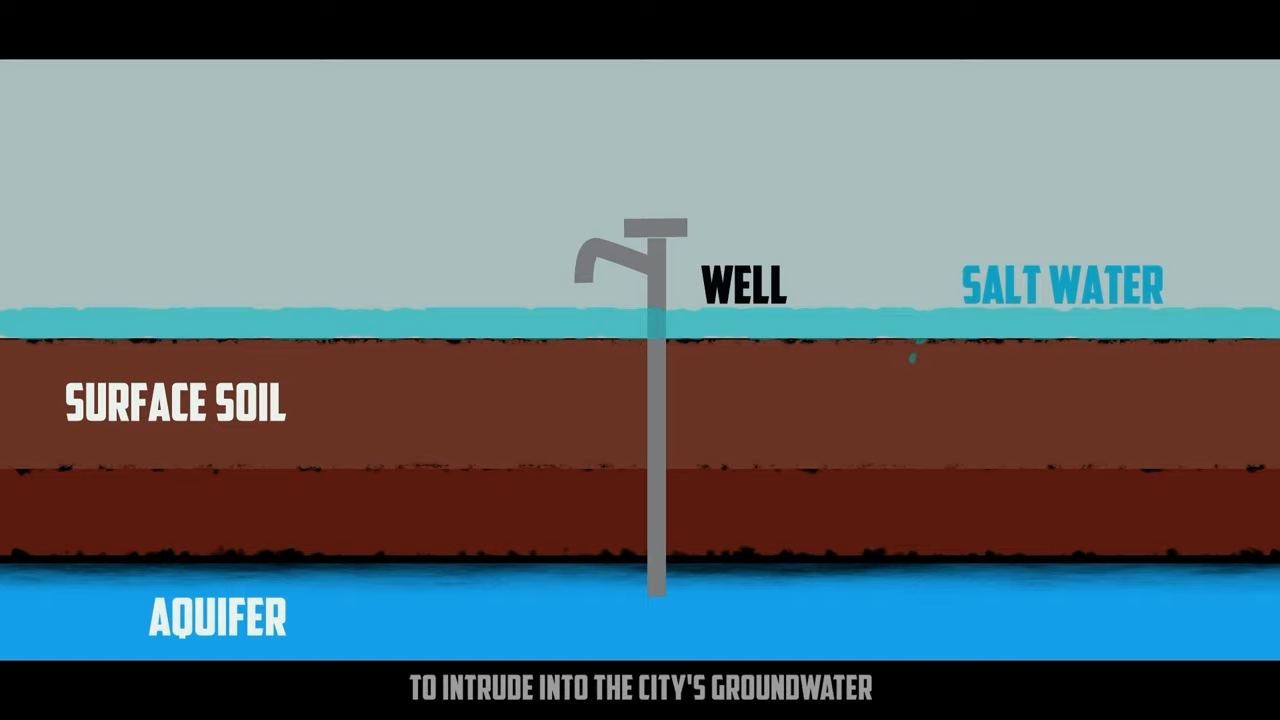 WELL
SALT WATER
SURFACE SOIL
AQUIFER
TO INTRUDE INTO THE CITY'S GROUNDWATER